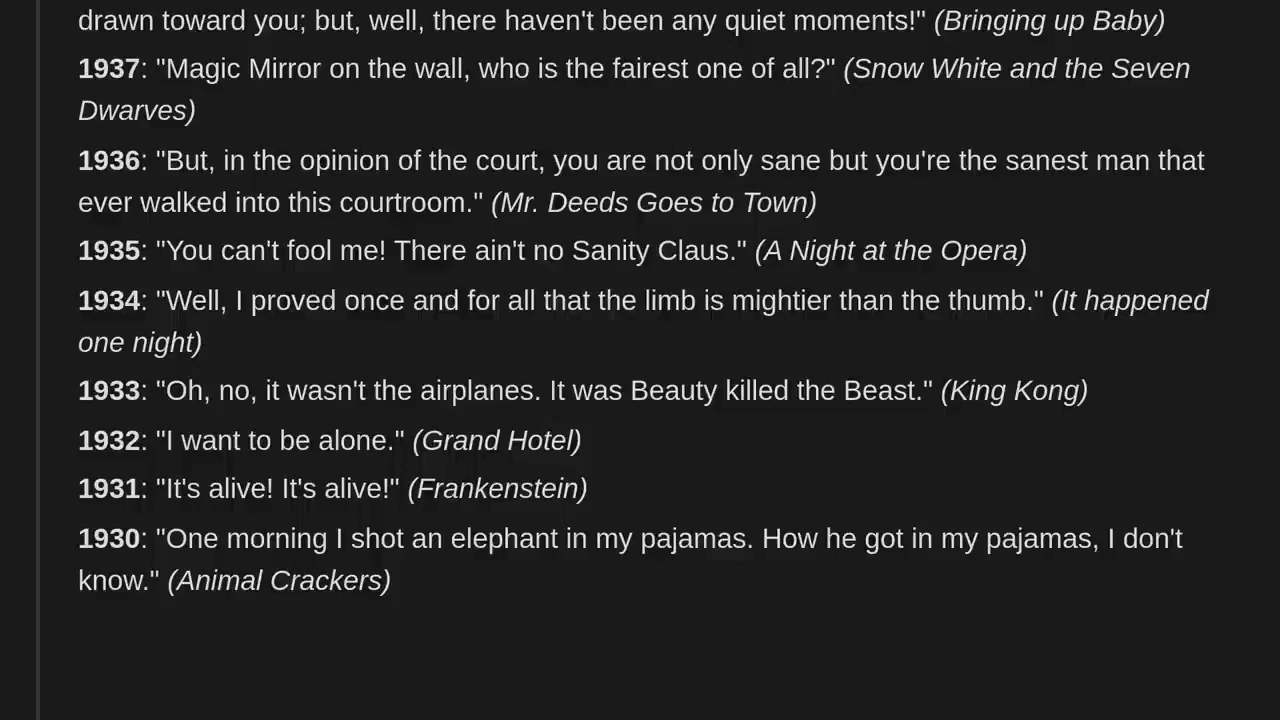 drawn toward you; but, well, there haven't been any quiet moments!" (Bringing up Baby)
1937: "Magic Mirror on the wall, who is the fairest one of all?" (Snow White and the Seven
Dwarves)
1936: "But, in the opinion of the court, you are not only sane but you're the sanest man that
ever walked into this courtroom." (Mr. Deeds Goes to Town)
1935: "You can't fool me! There ain't no Sanity Claus." (A Night at the Opera)
1934: "Well, I proved once and for all that the limb is mightier than the thumb." (It happened
one night)
1933: "Oh, no, it wasn't the airplanes. It was Beauty killed the Beast." (King Kong)
1932: "I want to be alone." (Grand Hotel)
1931: "It's alive! It's alive!" (Frankenstein)
1930: "One morning I shot an elephant in my pajamas. How he got in my pajamas, I don't
know." (Animal Crackers)